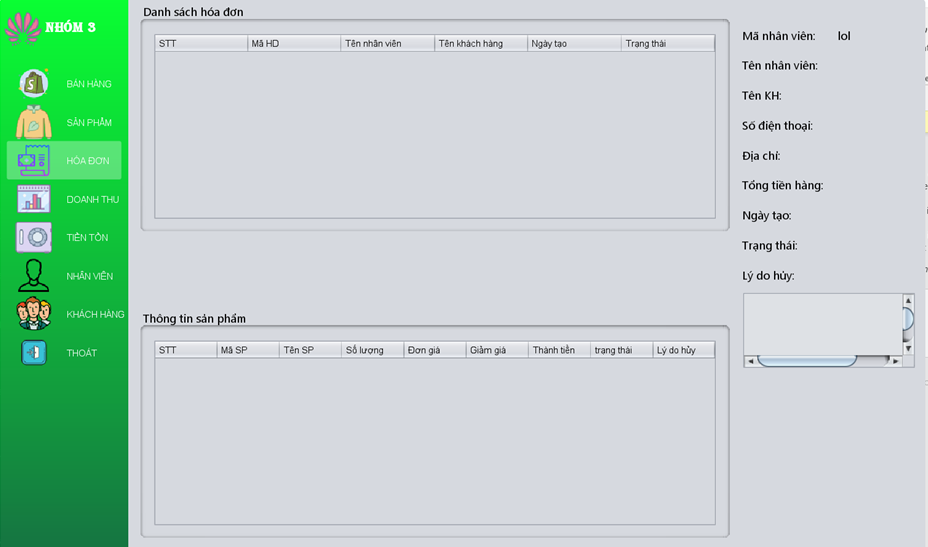 NHÓM 3
BÁN HÀNG
SẢN PHẨM
HÓA ĐƠN
DOANH THU
TIỀN TỒN
NHÂN VIÊN
KHÁCH HÀNG
THOÁT
Danh sách hóa đơn
STT Mã HD Tên nhân viên Tên khách hàng Ngày tạo Trạng thái
Thông tin sản phẩm
STT Mã SP Tên SP Số lượng Đơn giá Giảm giá Thành tiền trạng thái Lý do hủy
Mã nhân viên: lol
Tên nhân viên:
Tên KH:
Số điện thoại:
Địa chỉ:
Tổng tiền hàng:
Ngày tạo:
Trạng thái:
Lý do hủy: